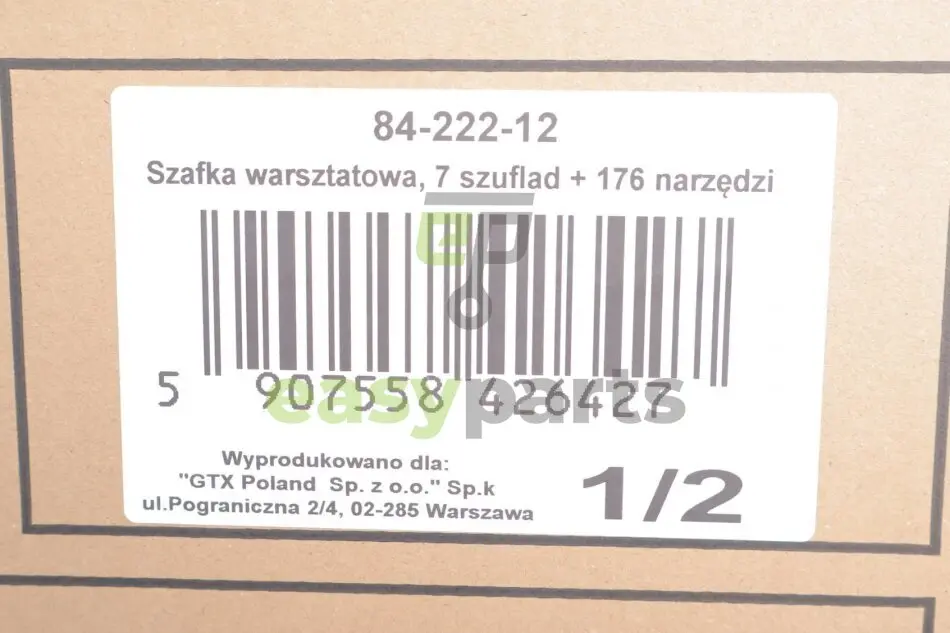 84-222-12
Szafka warsztatowa, 7 szuflad + 176 narzędzi
ep
5 907558 426427
easyparts
Wyprodukowano dla:
"GTX Poland Sp. z o.o." Sp.k
ul.Pograniczna 2/4, 02-285 Warszawa
1/2